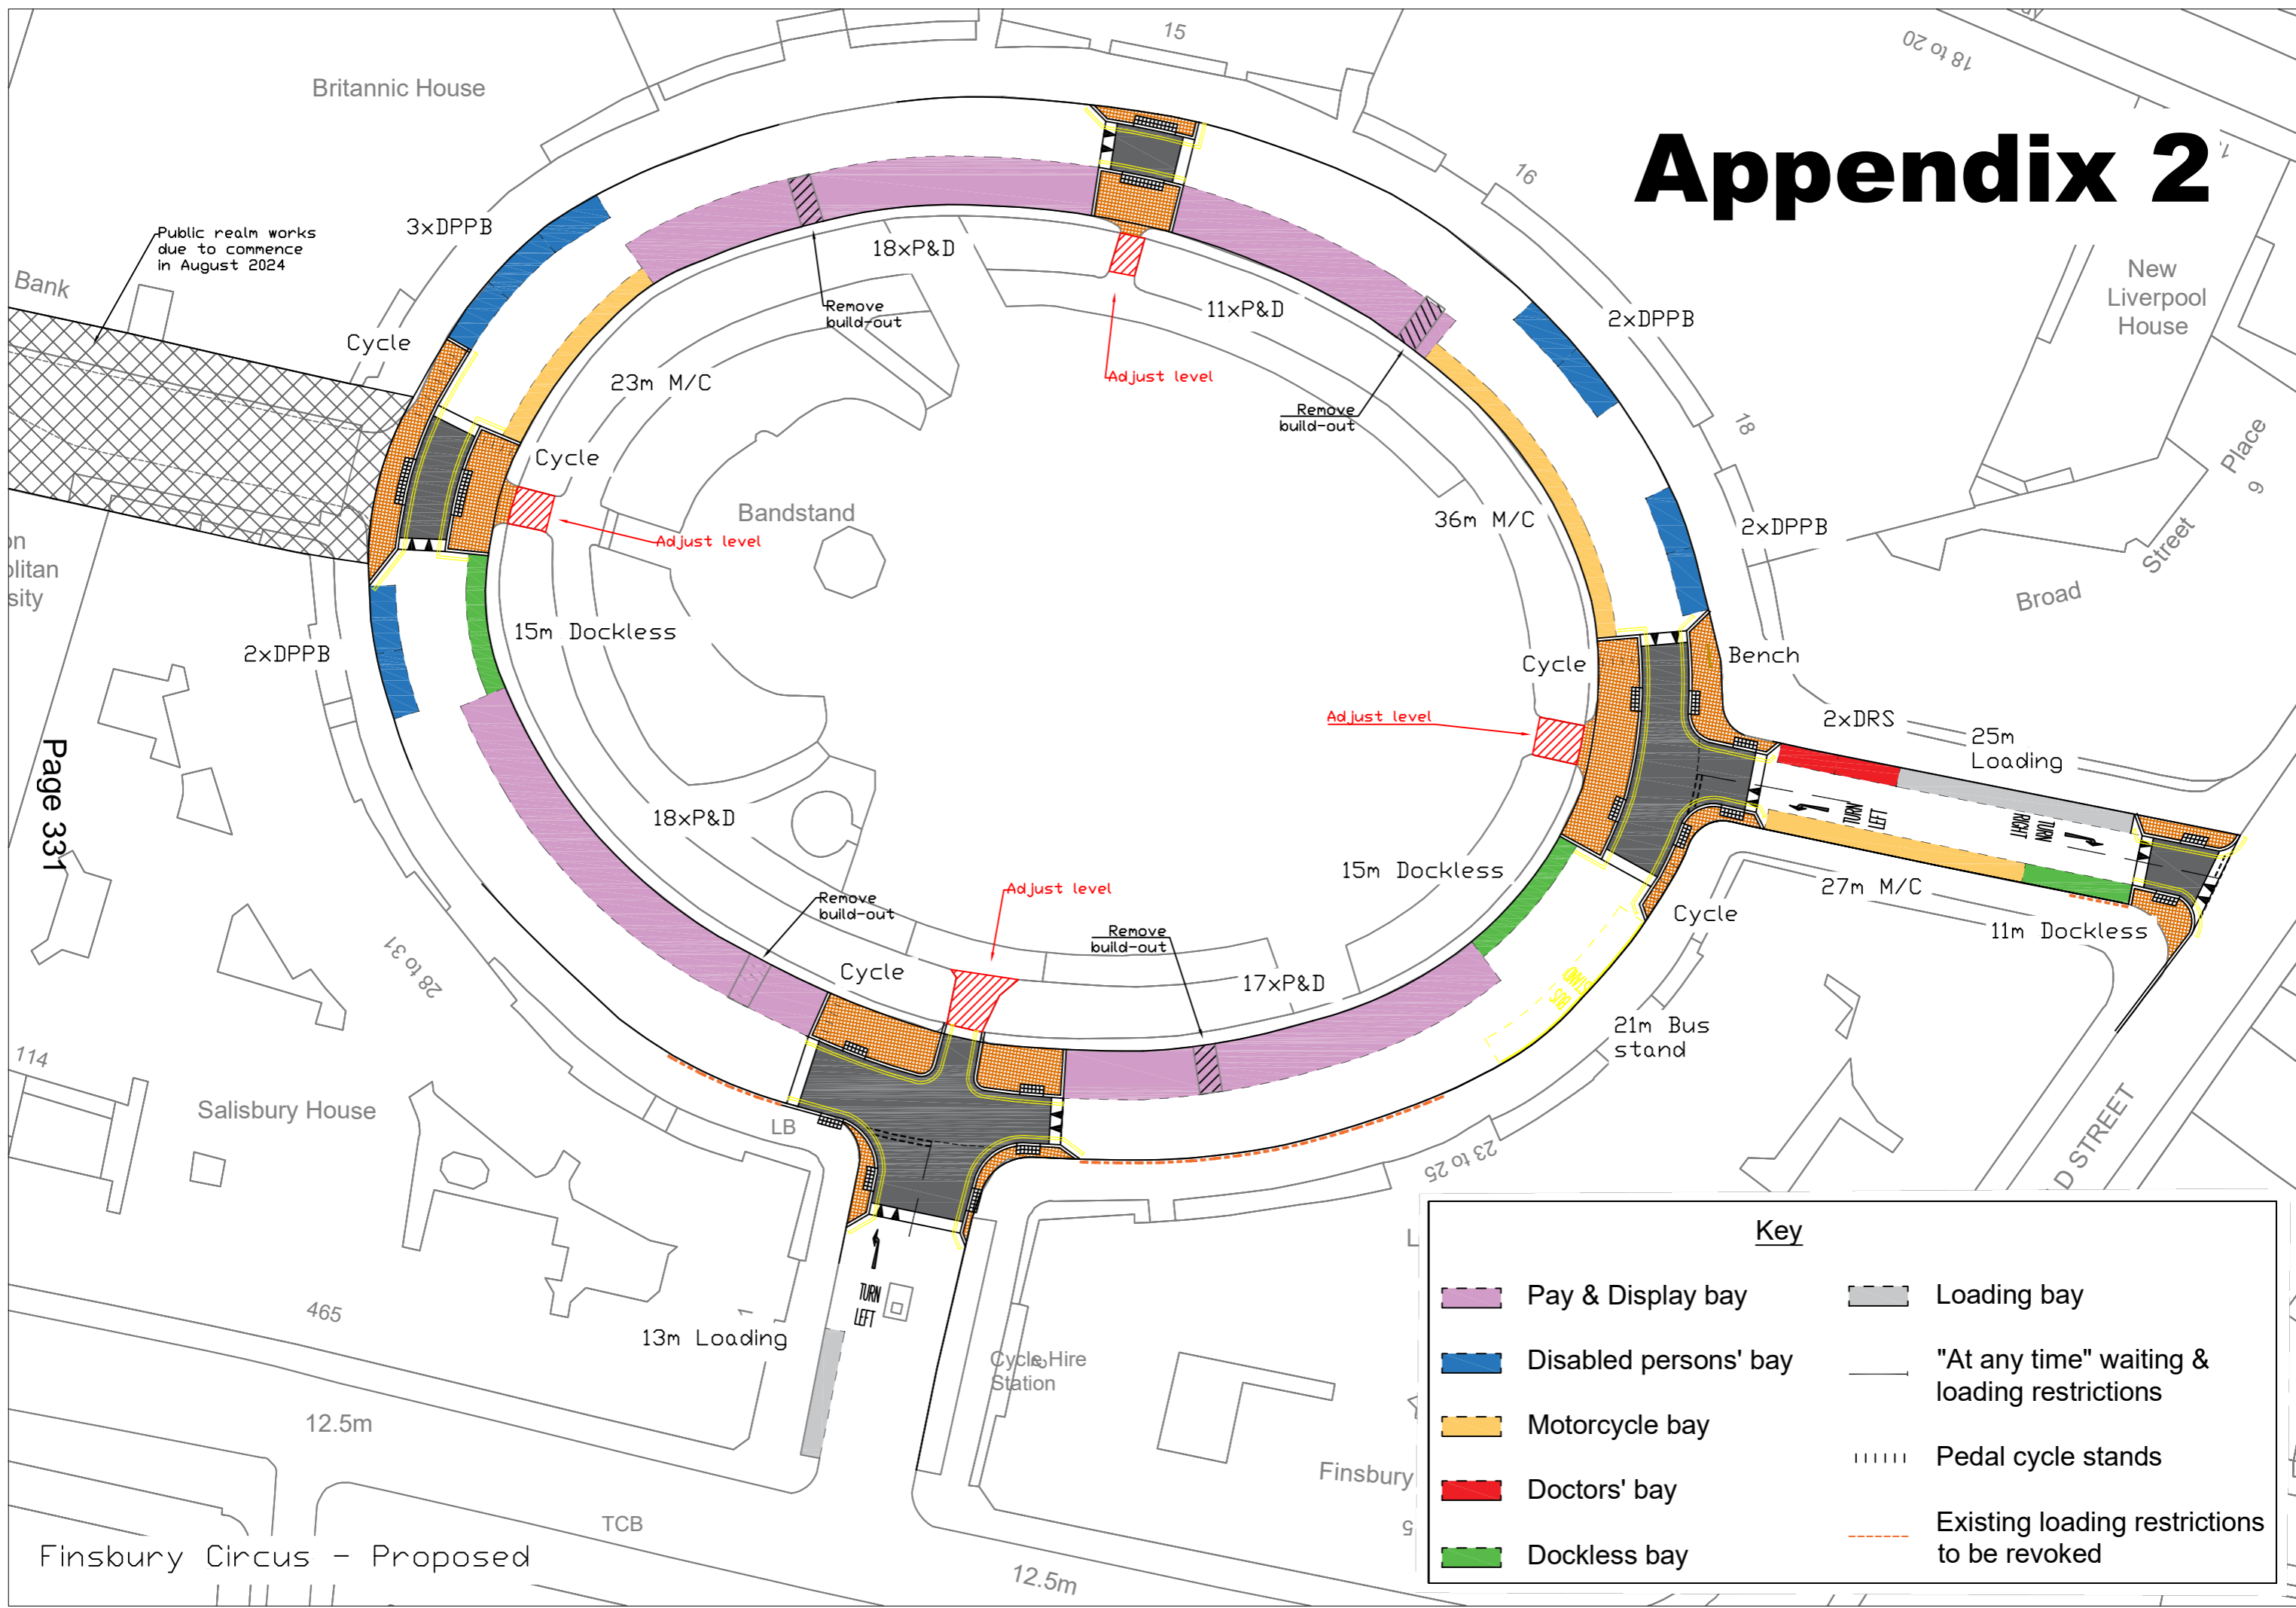 Appendix 2
15
18 to 20
Britannic House
16
3xDPPB
Public realm works
due to commence
in August 2024
18xP&D
New
Liverpool
House
Bank
Remove
build-out
11xP&D
2xDPPB
Cycle
Adjust level
23m M/C
Remove
build-out
18
Place
9
Cycle
Bandstand
36m M/C
2xDPPB
Street
Adjust level
Broad
15m Dockless
2xDPPB
Cycle
Bench
Adjust level
2xDRS
25m
Loading
Page 331
18xP&D
TURN
LEFT
TURN
RIGHT
15m Dockless
27m M/C
Adjust level
Remove
build-out
Cycle
11m Dockless
Remove
build-out
28 to 31
Cycle
17xP&D
21m Bus
stand
114
Salisbury House
LB
23 to 25
D STREET
TURN
LEFT
465
1
13m Loading
Cycle Hire
Station
2
12.5m
Finsbury
5
TCB
12.5m
Finsbury Circus - Proposed
Key
Pay & Display bay
Disabled persons' bay
Motorcycle bay
Doctors' bay
Dockless bay
Loading bay
"At any time" waiting &
loading restrictions
Pedal cycle stands
Existing loading restrictions
to be revoked